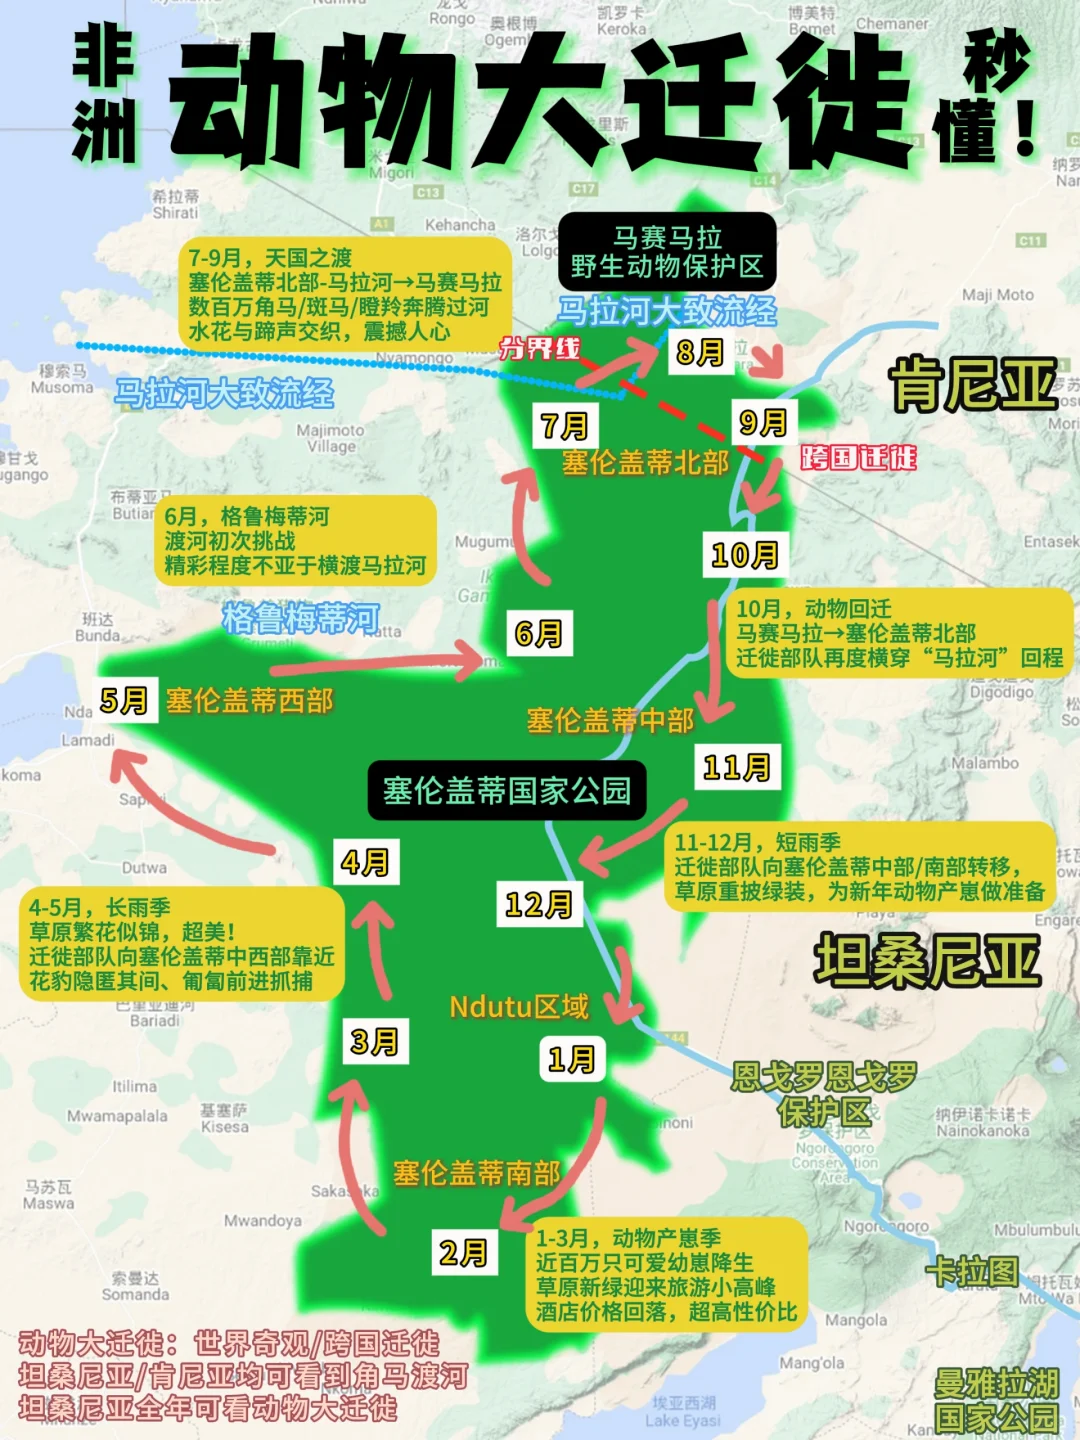 非洲
动物大迁徙
秒懂！
龙戈
Rongo
奥根博
Ogem
凯罗卡
Keroka
博美特
Bomet
Chemaner
Migori
C13
C17
C14
C13
A1
C11
希拉蒂
Shirati
Kehancha
Maji Moto
马赛马拉
野生动物保护区
7-9月，天国之渡
塞伦盖蒂北部-马拉河→马赛马拉
数百万角马/斑马/瞪羚奔腾过河
水花与蹄声交织，震撼人心
马拉河大致流经
分界线
8月
Nyamongo
穆索马
Musoma
马拉河大致流经
肯尼亚
7月
9月
Majimoto
Village
塞伦盖蒂北部
跨国迁徙
布蒂亚马
Butiam
6月，格鲁梅蒂河
渡河初次挑战
精彩程度不亚于横渡马拉河
Mugumu
10月
Entasek
班达
Bunda
格鲁梅蒂河
6月
10月，动物回迁
马赛马拉→塞伦盖蒂北部
迁徙部队再度横穿“马拉河”回程
Digodigo
5月
塞伦盖蒂西部
塞伦盖蒂中部
Lamadi
11月
Malambo
塞伦盖蒂国家公园
4月
11-12月，短雨季
迁徙部队向塞伦盖蒂中部/南部转移，
草原重披绿装，为新年动物产崽做准备
Dutwa
12月
4-5月，长雨季
草原繁花似锦，超美！
迁徙部队向塞伦盖蒂中西部靠近
花豹隐匿其间、匍匐前进抓捕
坦桑尼亚
巴里亚迪河
Bariadi
Ndutu区域
3月
1月
恩戈罗恩戈罗
保护区
Ngorongoro
Conservation
Area
Itilima
Mwamapalala
基塞萨
Kisesa
纳伊诺卡诺卡
Nainokanoka
塞伦盖蒂南部
马苏瓦
Maswa
Mwandoya
2月
1-3月，动物产崽季
近百万只可爱幼崽降生
草原新绿迎来旅游小高峰
酒店价格回落，超高性价比
Mbulumbulu
卡拉图
索曼达
Somanda
Mangola
动物大迁徙：世界奇观/跨国迁徙
坦桑尼亚/肯尼亚均可看到角马渡河
坦桑尼亚全年可看动物大迁徙
Mang'ola
埃亚西湖
Lake Eyasi
曼雅拉湖
国家公园